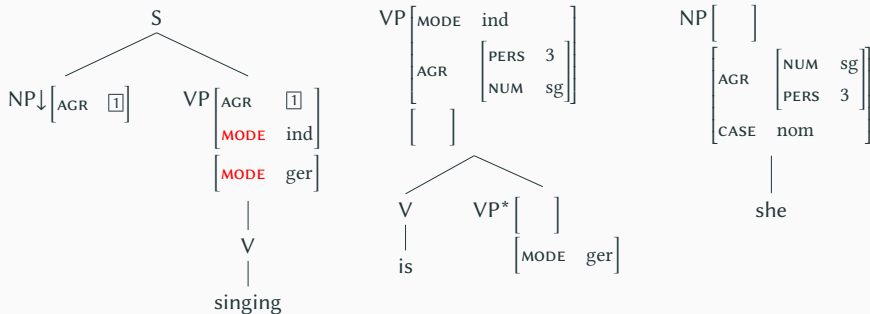 S
NP↓ [AGR 1]
VP [AGR 1
MODE ind]
[MODE ger]
V
singing
VP [MODE ind
AGR [PERS 3
NUM sg]]
[ ]
V
is
VP* [ ]
[MODE ger]
NP [ ]
[AGR [NUM sg
PERS 3]
CASE nom]
she